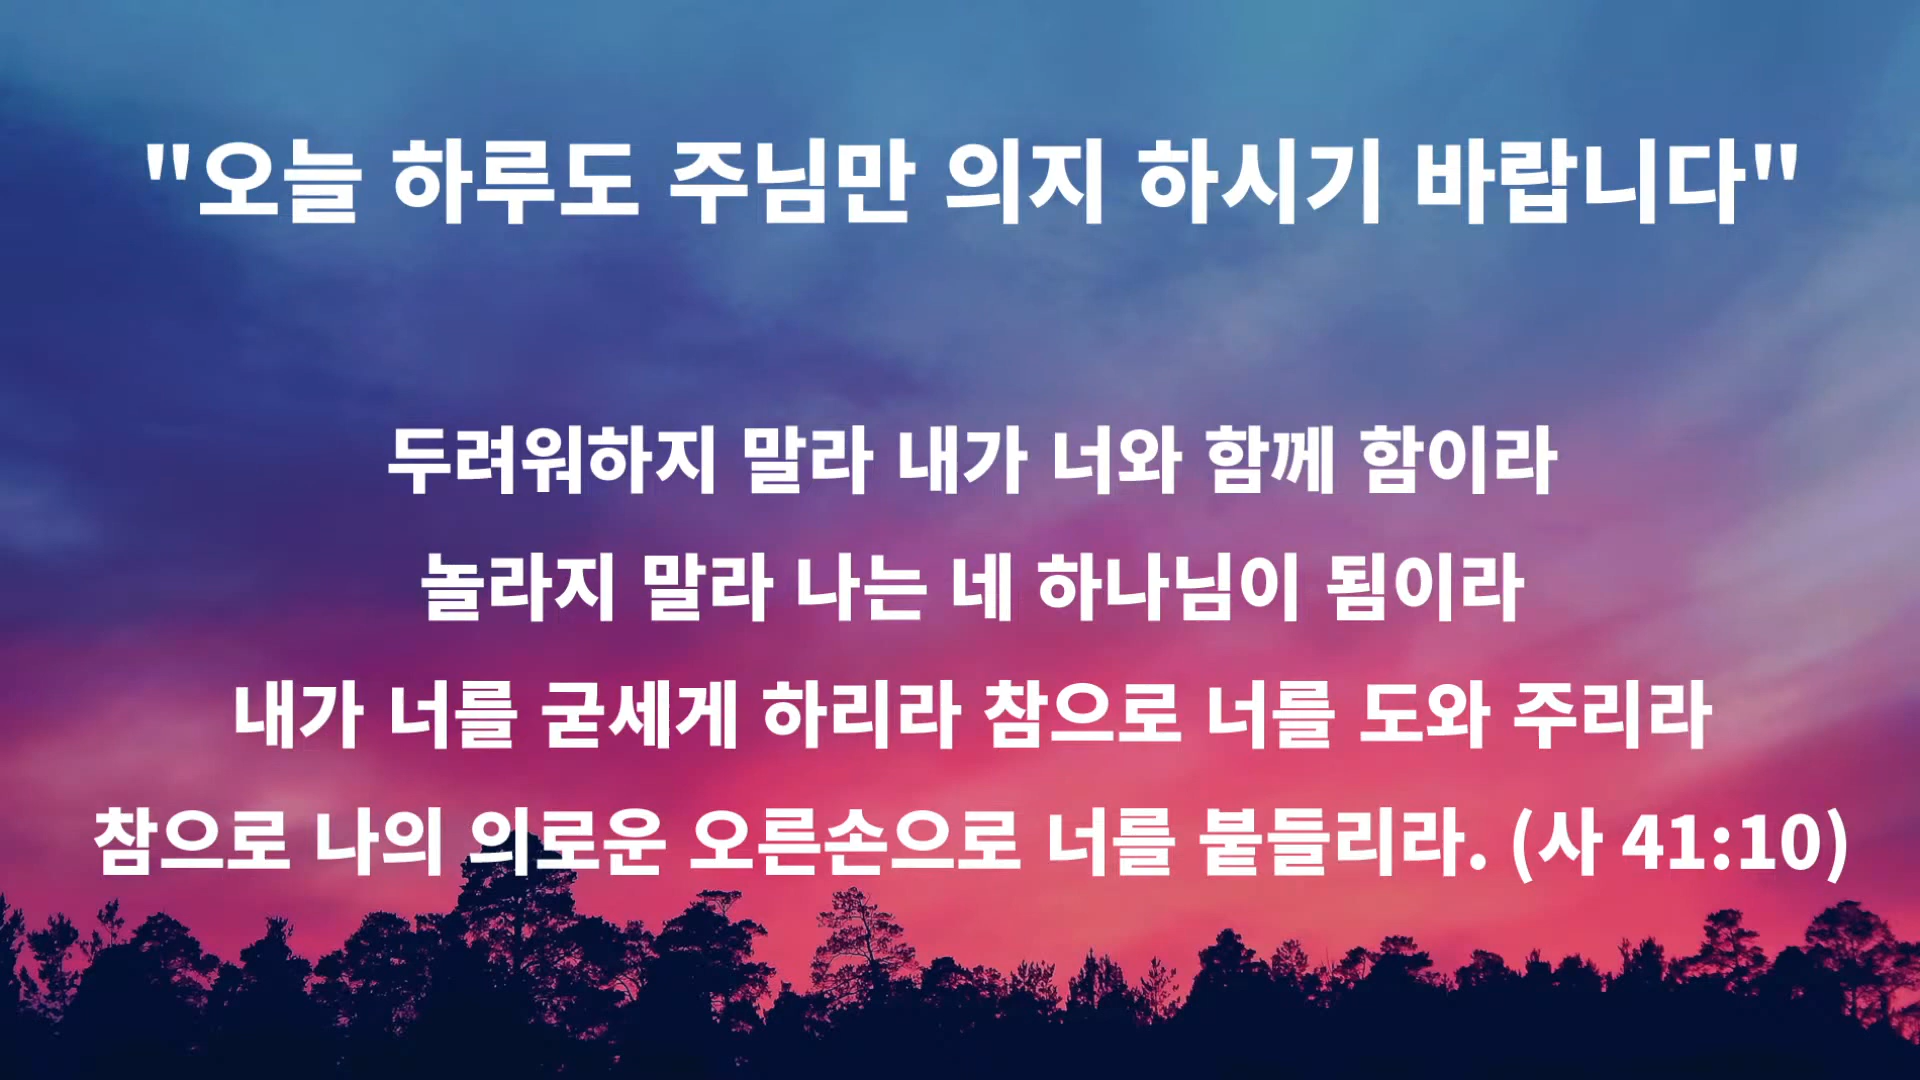 "오늘 하루도 주님만 의지 하시기 바랍니다"
두려워하지 말라 내가 너와 함께 함이라
놀라지 말라 나는 네 하나님이 됨이라
내가 너를 굳세게 하리라 참으로 너를 도와 주리라
참으로 나의 의로운 오른손으로 너를 붙들리라. (사 41:10)